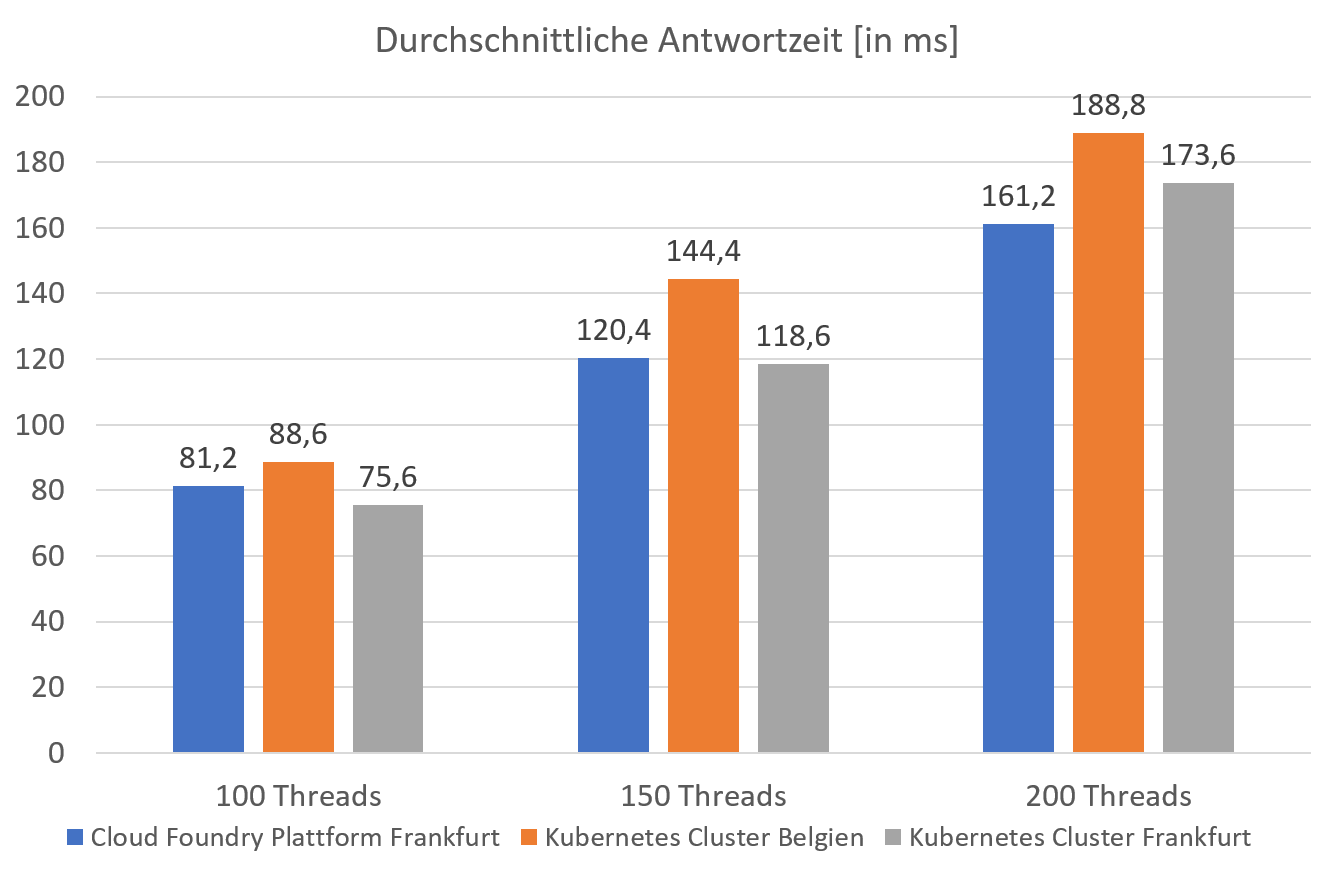 Durchschnittliche Antwortzeit [in ms]
200
180
160
140
120
100
80
60
40
20
0
81,2
88,6
75,6
120,4
144,4
118,6
161,2
188,8
173,6
100 Threads
150 Threads
200 Threads
Cloud Foundry Plattform Frankfurt
Kubernetes Cluster Belgien
Kubernetes Cluster Frankfurt